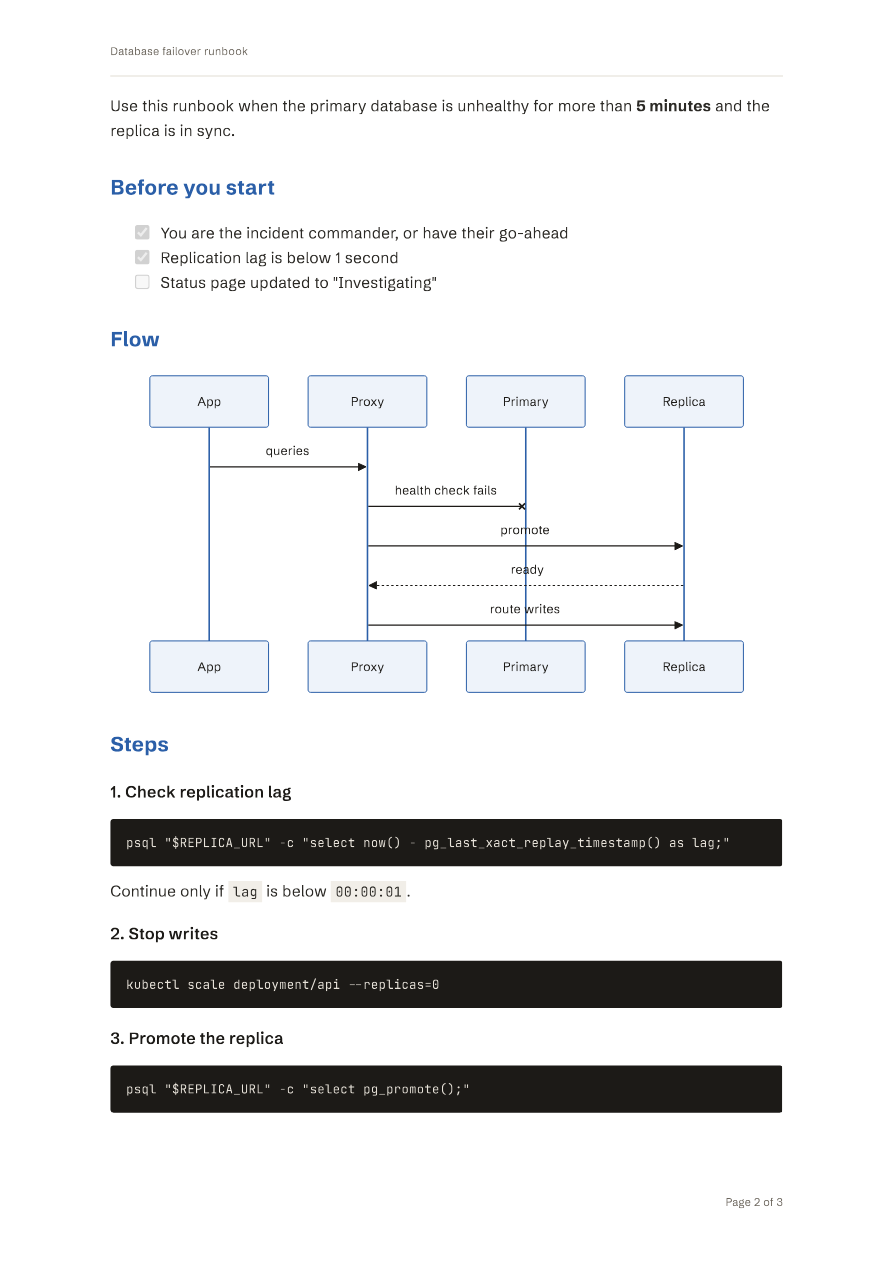 Database failover runbook
Use this runbook when the primary database is unhealthy for more than 5 minutes and the
replica is in sync.
Before you start
You are the incident commander, or have their go-ahead
Replication lag is below 1 second
Status page updated to "Investigating"
Flow
App Proxy Primary Replica
queries
health check fails
promote
ready
route writes
App Proxy Primary Replica
Steps
1. Check replication lag
psql "$REPLICA_URL" -c "select now() - pg_last_xact_replay_timestamp() as lag;"
Continue only if lag is below 00:00:01.
2. Stop writes
kubectl scale deployment/api --replicas=0
3. Promote the replica
psql "$REPLICA_URL" -c "select pg_promote();"
Page 2 of 3